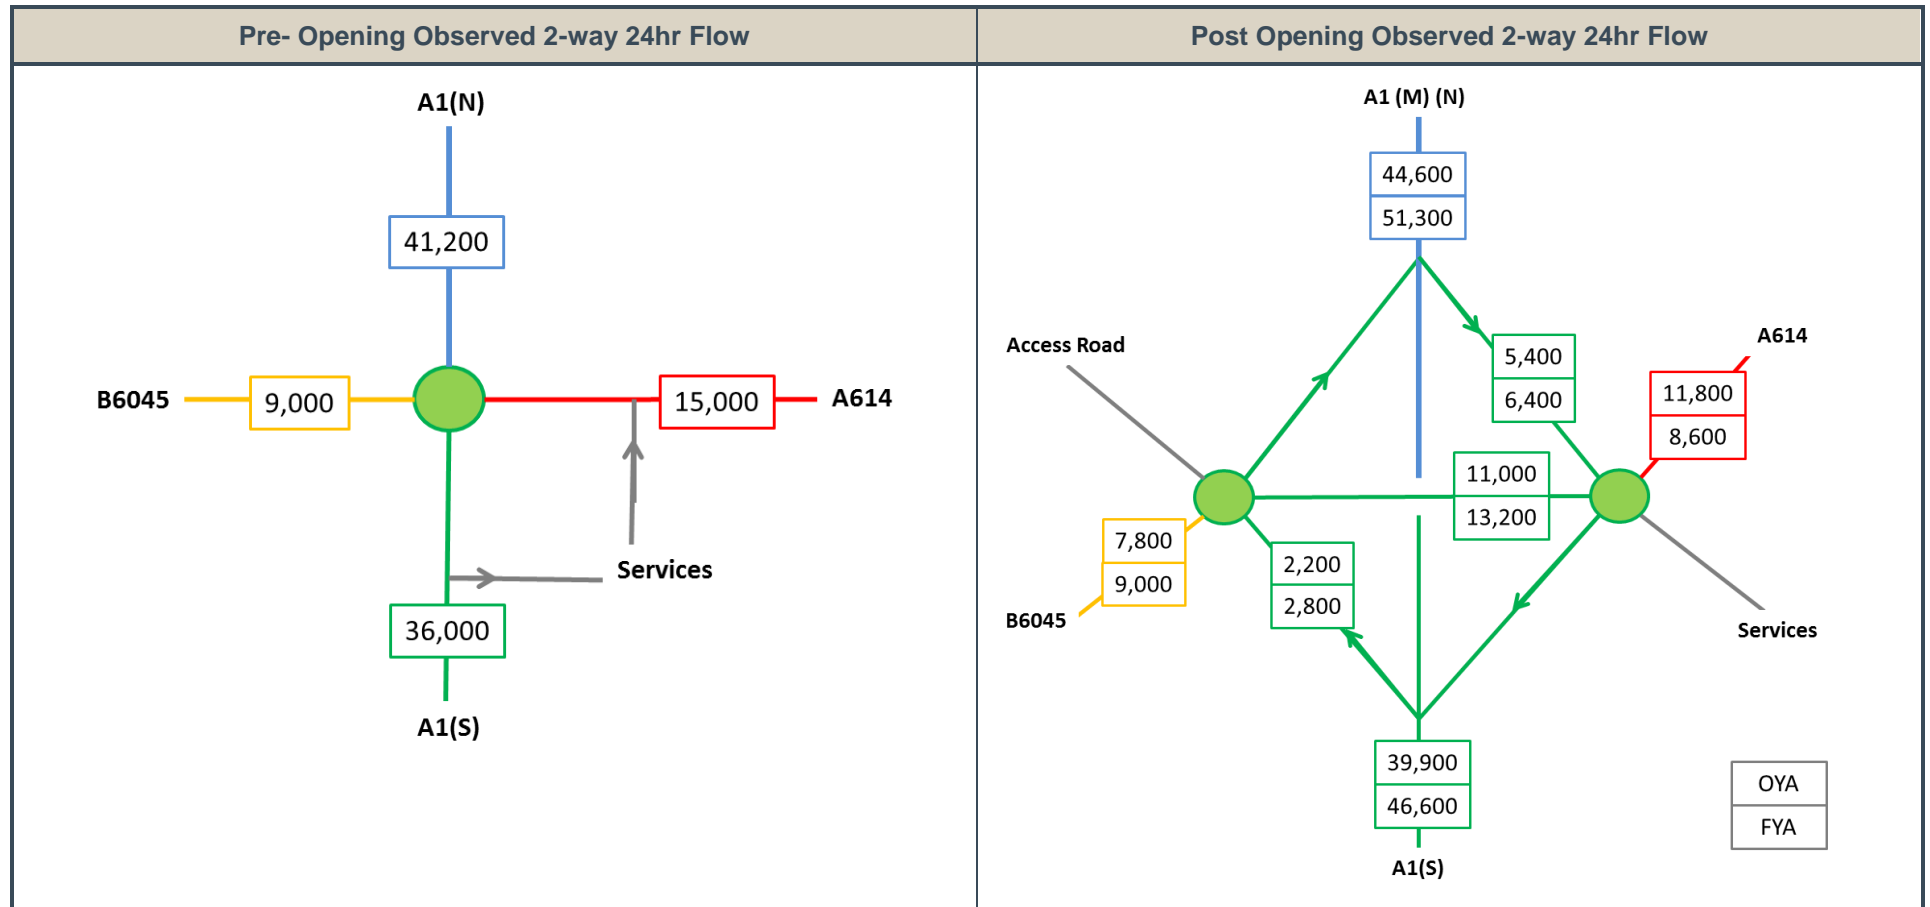 Pre- Opening Observed 2-way 24hr Flow
Post Opening Observed 2-way 24hr Flow
A1(N)
41,200
B6045
9,000
15,000
A614
Services
36,000
A1(S)
A1 (M) (N)
44,600
51,300
Access Road
A614
5,400
6,400
11,800
8,600
11,000
13,200
7,800
9,000
B6045
2,200
2,800
Services
39,900
46,600
A1(S)
OYA
FYA